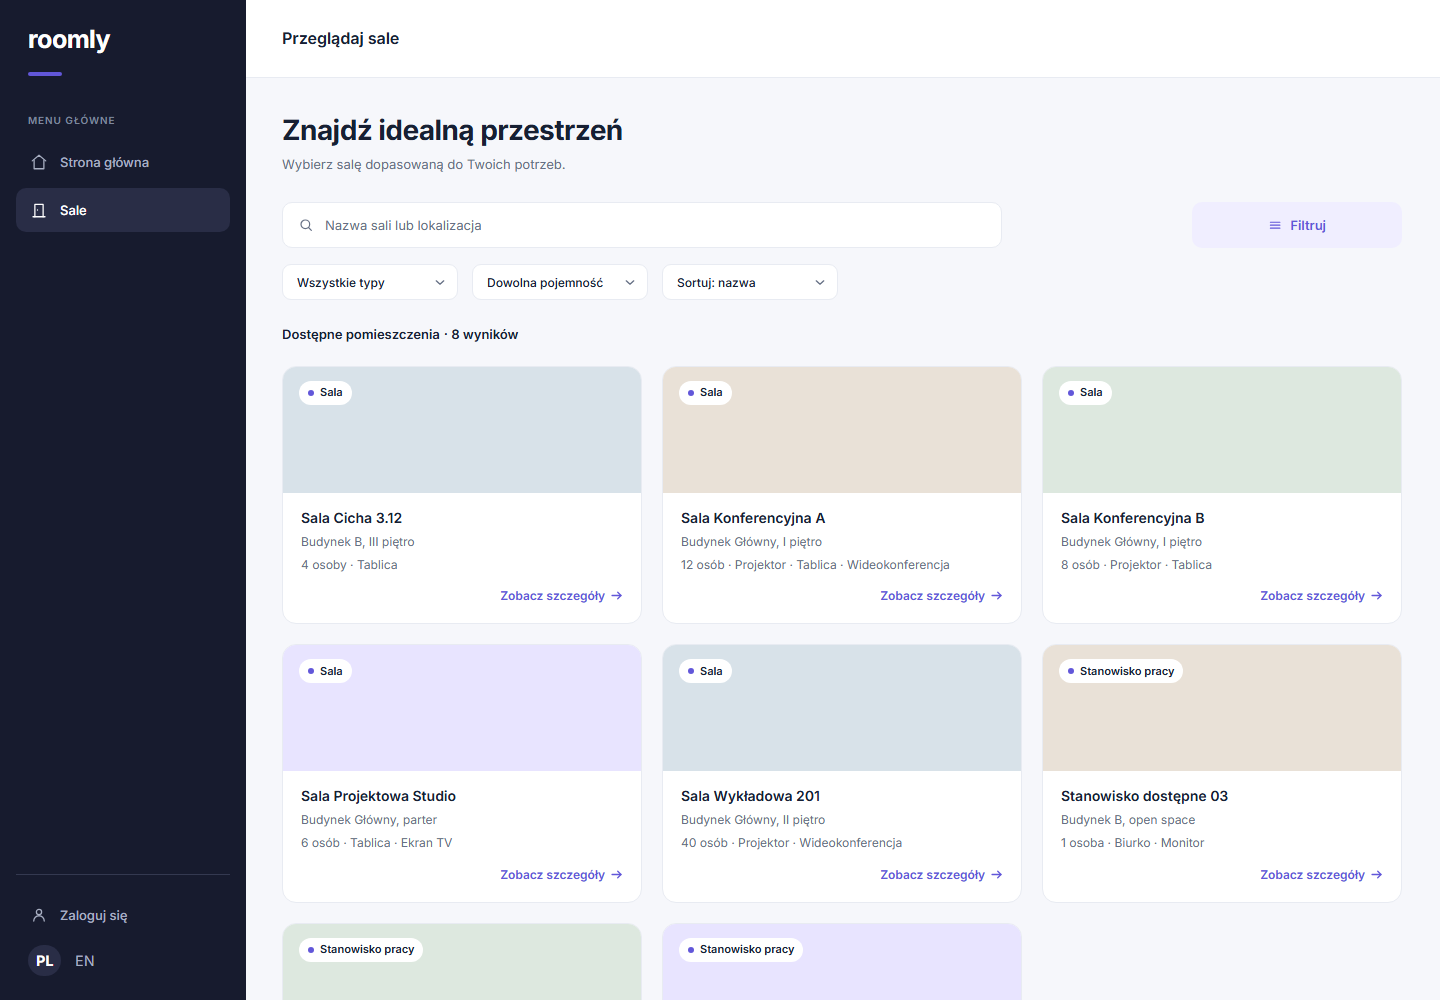 roomly
MENU GŁÓWNE
Strona główna
Sale
Zaloguj się
PL EN
Przeglądaj sale
Znajdź idealną przestrzeń
Wybierz salę dopasowaną do Twoich potrzeb.
Nazwa sali lub lokalizacja
Filtruj
Wszystkie typy
Dowolna pojemność
Sortuj: nazwa
Dostępne pomieszczenia · 8 wyników
Sala
Sala Cicha 3.12
Budynek B, III piętro
4 osoby · Tablica
Zobacz szczegóły →
Sala
Sala Konferencyjna A
Budynek Główny, I piętro
12 osób · Projektor · Tablica · Wideokonferencja
Zobacz szczegóły →
Sala
Sala Konferencyjna B
Budynek Główny, I piętro
8 osób · Projektor · Tablica
Zobacz szczegóły →
Sala
Sala Projektowa Studio
Budynek Główny, parter
6 osób · Tablica · Ekran TV
Zobacz szczegóły →
Sala
Sala Wykładowa 201
Budynek Główny, II piętro
40 osób · Projektor · Wideokonferencja
Zobacz szczegóły →
Stanowisko pracy
Stanowisko dostępne 03
Budynek B, open space
1 osoba · Biurko · Monitor
Zobacz szczegóły →
Stanowisko pracy
Stanowisko pracy